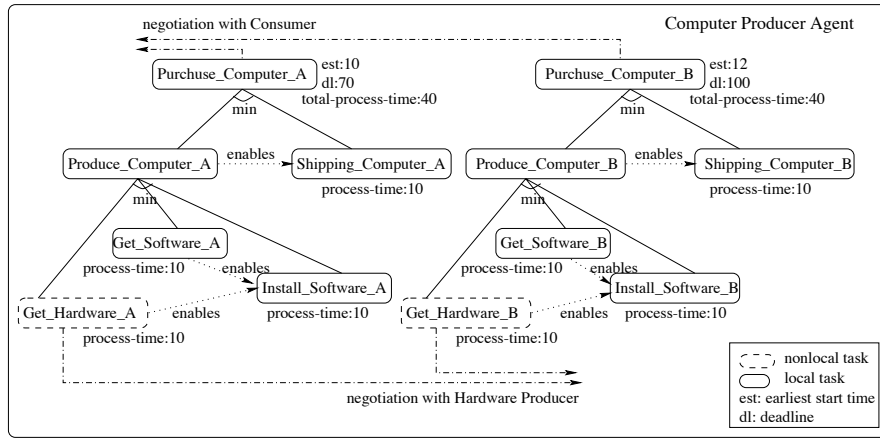 negotiation with Consumer
Computer Producer Agent
Purchuse_Computer_A
est:10
dl:70
total-process-time:40
min
Purchuse_Computer_B
est:12
dl:100
total-process-time:40
min
Produce_Computer_A
enables
Shipping_Computer_A
process-time:10
min
Produce_Computer_B
enables
Shipping_Computer_B
process-time:10
min
Get_Software_A
process-time:10
enables
Get_Software_B
process-time:10
enables
Install_Software_A
process-time:10
Install_Software_B
process-time:10
Get_Hardware_A
enables
process-time:10
Get_Hardware_B
enables
process-time:10
negotiation with Hardware Producer
nonlocal task
local task
est: earliest start time
dl: deadline